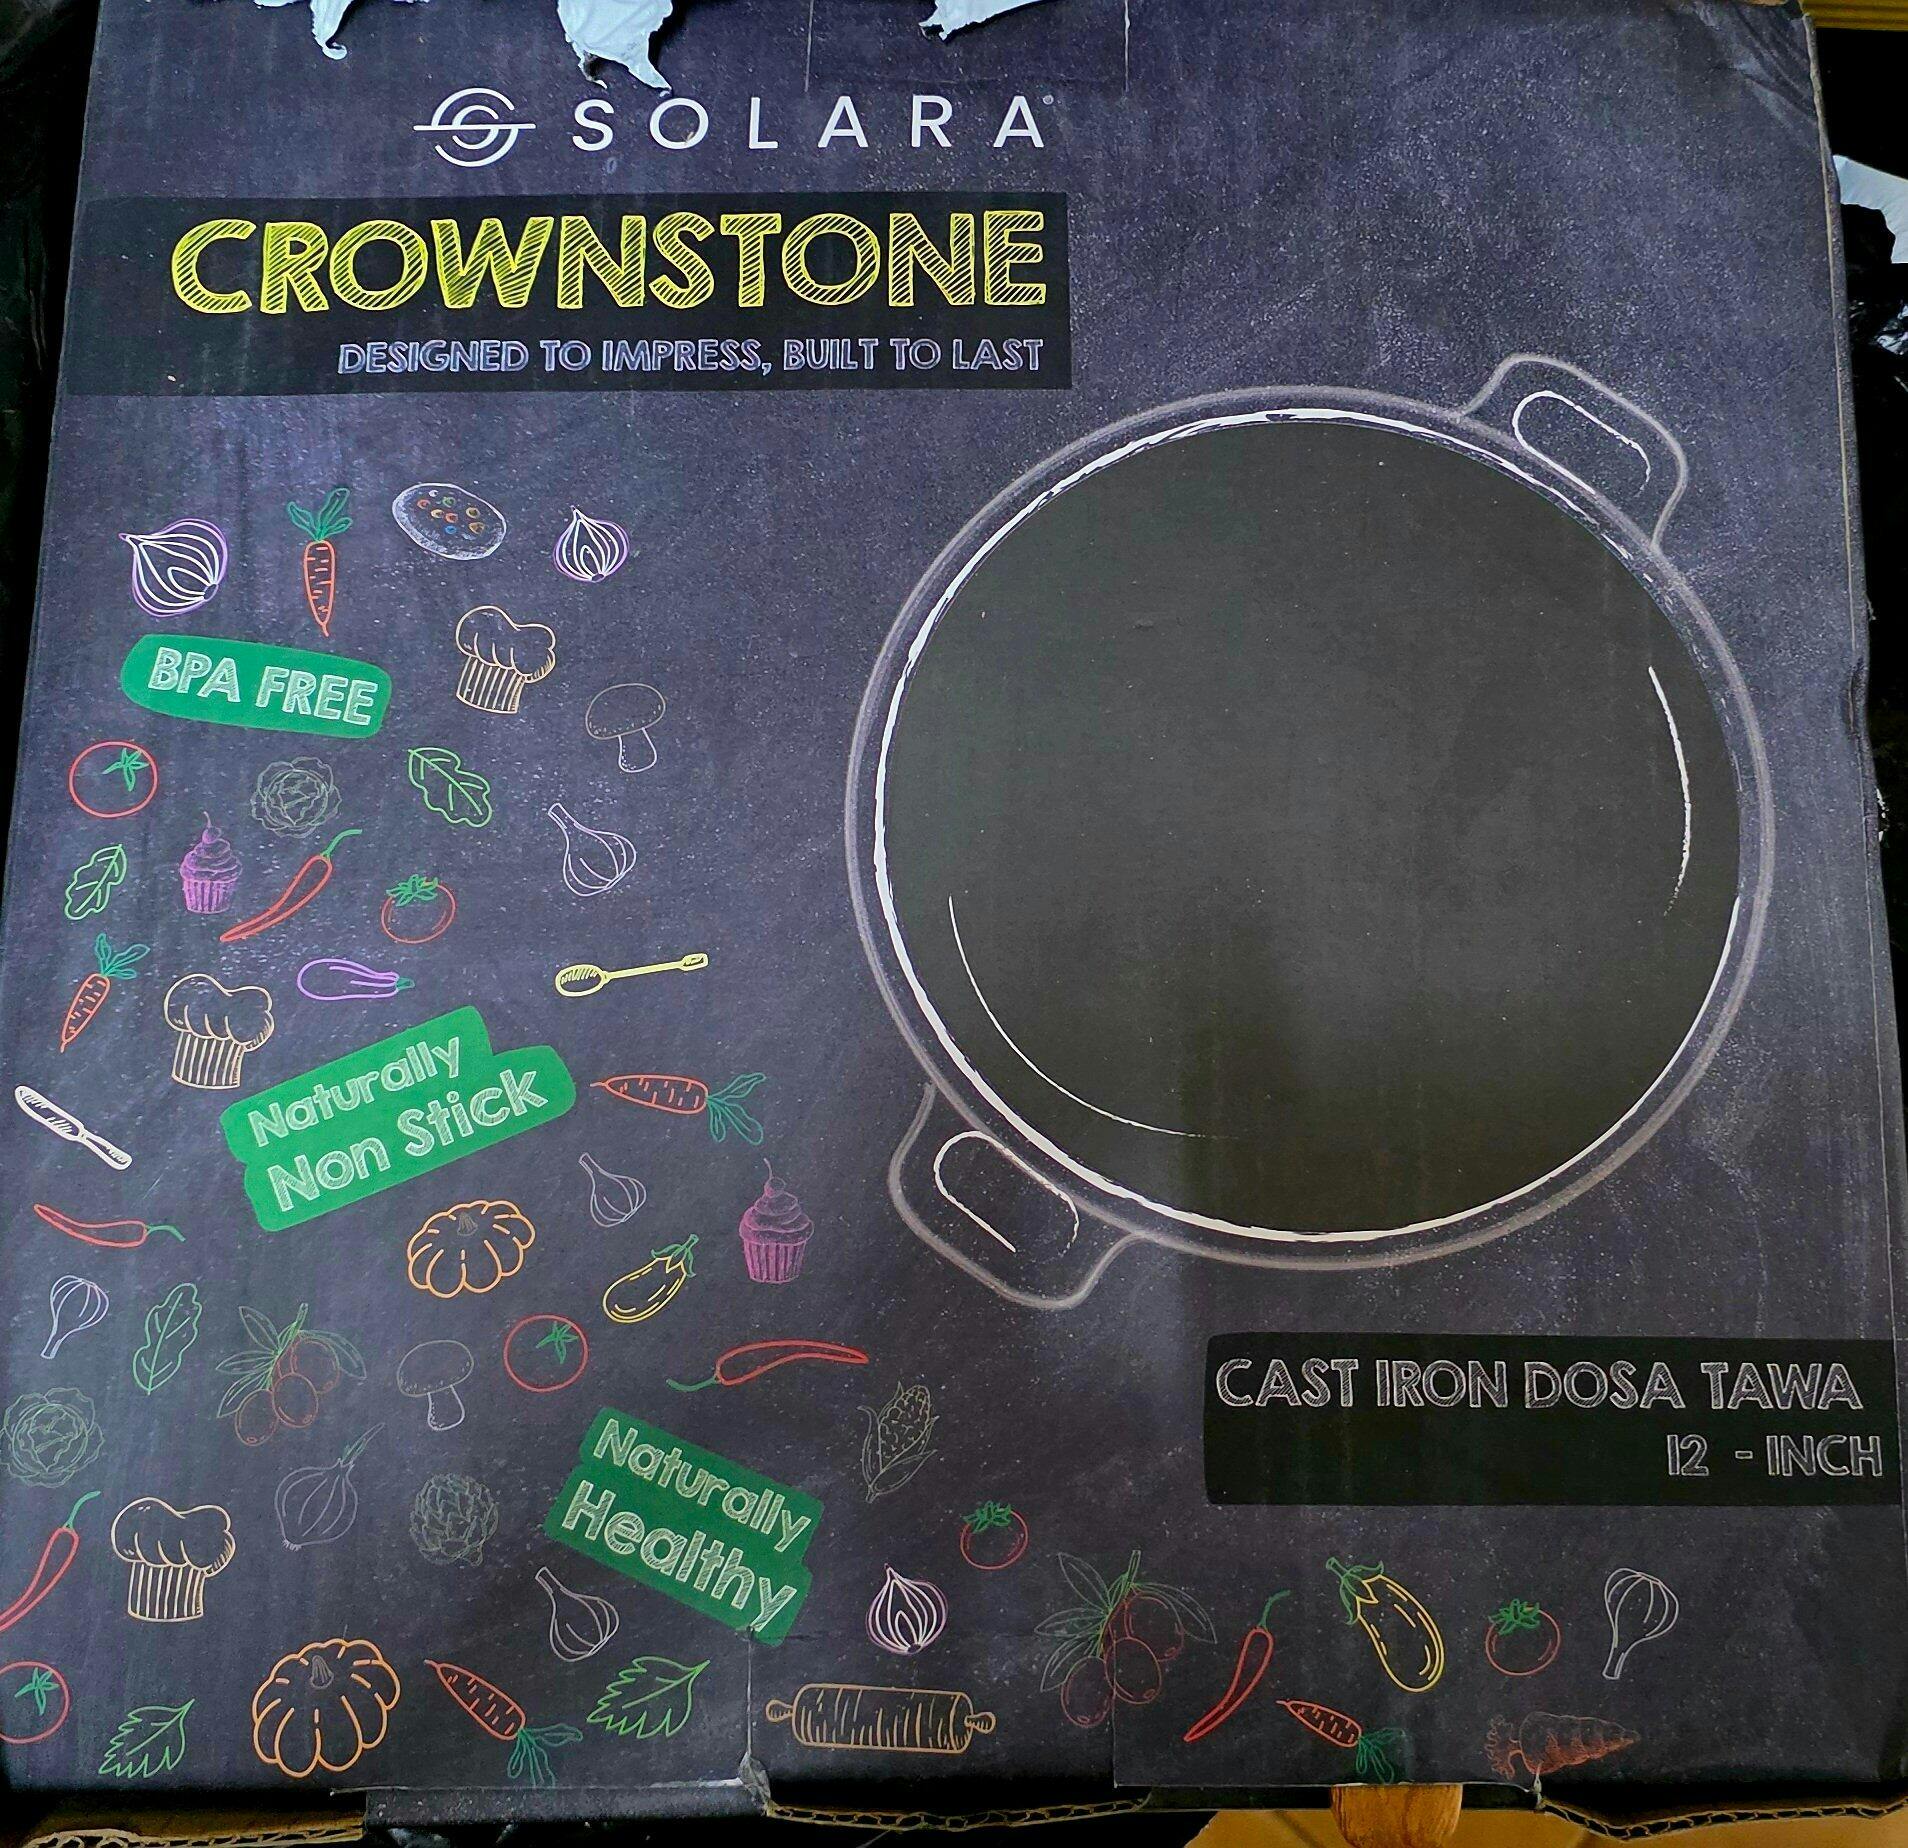 SOLARA
CROWNSTONE
DESIGNED TO IMPRESS, BUILT TO LAST
BPA FREE
Naturally
Non Stick
CAST IRON DOSA TAWA
12 - INCH
Naturally
Healthy